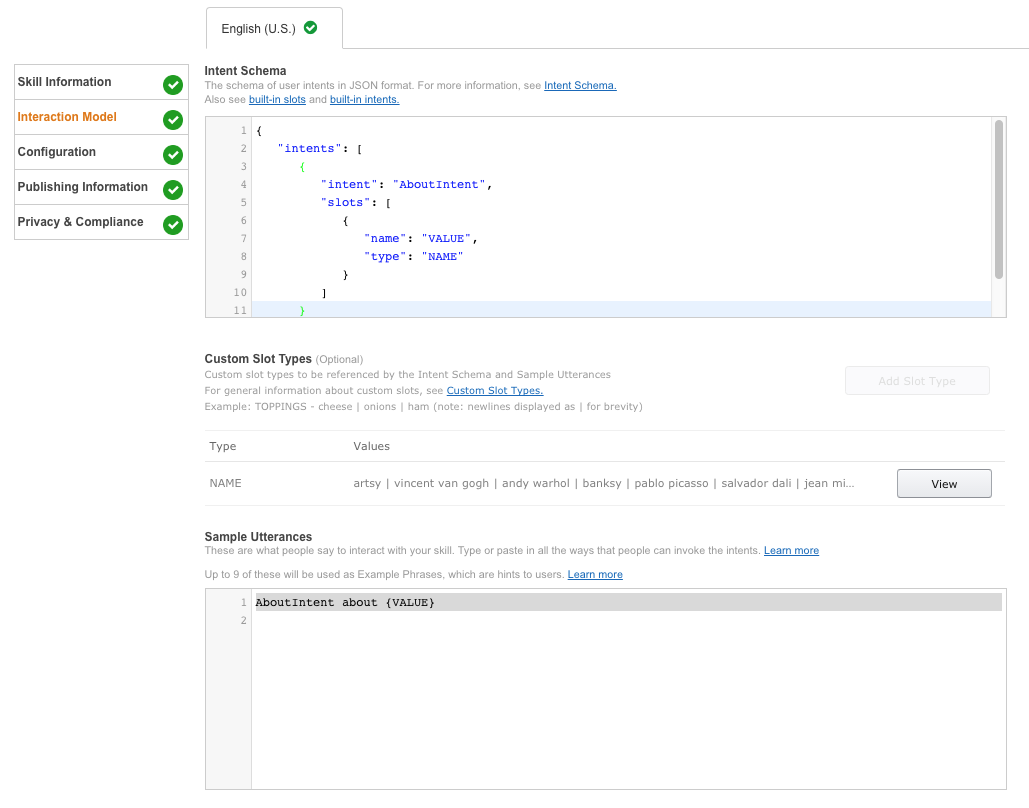 English (U.S.)
Skill Information
Interaction Model
Configuration
Publishing Information
Privacy & Compliance
Intent Schema
The schema of user intents in JSON format. For more information, see Intent Schema.
Also see built-in slots and built-in intents.
1 {
2 "intents": [
3 {
4 "intent": "AboutIntent",
5 "slots": [
6 {
7 "name": "VALUE",
8 "type": "NAME"
9 }
10 ]
11 }
Custom Slot Types (Optional)
Custom slot types to be referenced by the Intent Schema and Sample Utterances
For general information about custom slots, see Custom Slot Types.
Example: TOPPINGS - cheese | onions | ham (note: newlines displayed as | for brevity)
Add Slot Type
Type Values
NAME artsy | vincent van gogh | andy warhol | banksy | pablo picasso | salvador dali | jean mi... View
Sample Utterances
These are what people say to interact with your skill. Type or paste in all the ways that people can invoke the intents. Learn more
Up to 9 of these will be used as Example Phrases, which are hints to users. Learn more
1 AboutIntent about {VALUE}
2